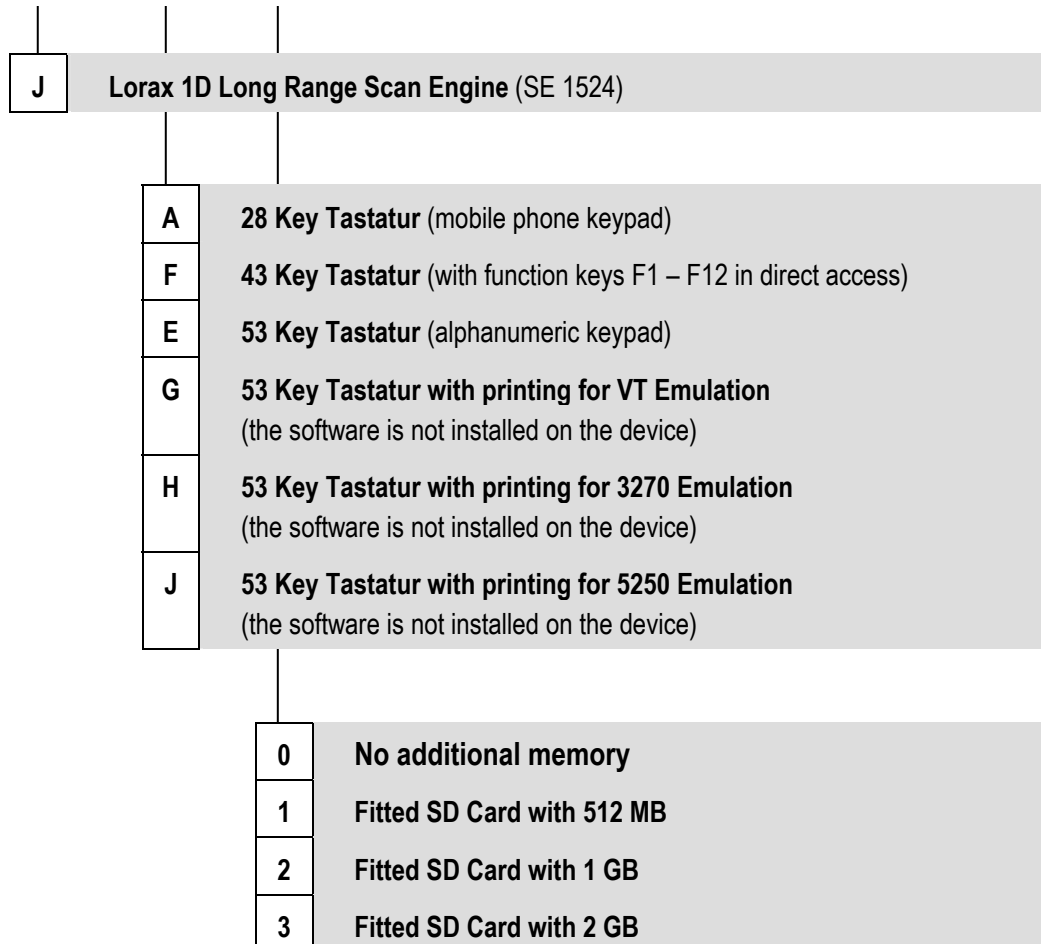 J Lorax 1D Long Range Scan Engine (SE 1524)
A 28 Key Tastatur (mobile phone keypad)
F 43 Key Tastatur (with function keys F1 – F12 in direct access)
E 53 Key Tastatur (alphanumeric keypad)
G 53 Key Tastatur with printing for VT Emulation
(the software is not installed on the device)
H 53 Key Tastatur with printing for 3270 Emulation
(the software is not installed on the device)
J 53 Key Tastatur with printing for 5250 Emulation
(the software is not installed on the device)
0 No additional memory
1 Fitted SD Card with 512 MB
2 Fitted SD Card with 1 GB
3 Fitted SD Card with 2 GB